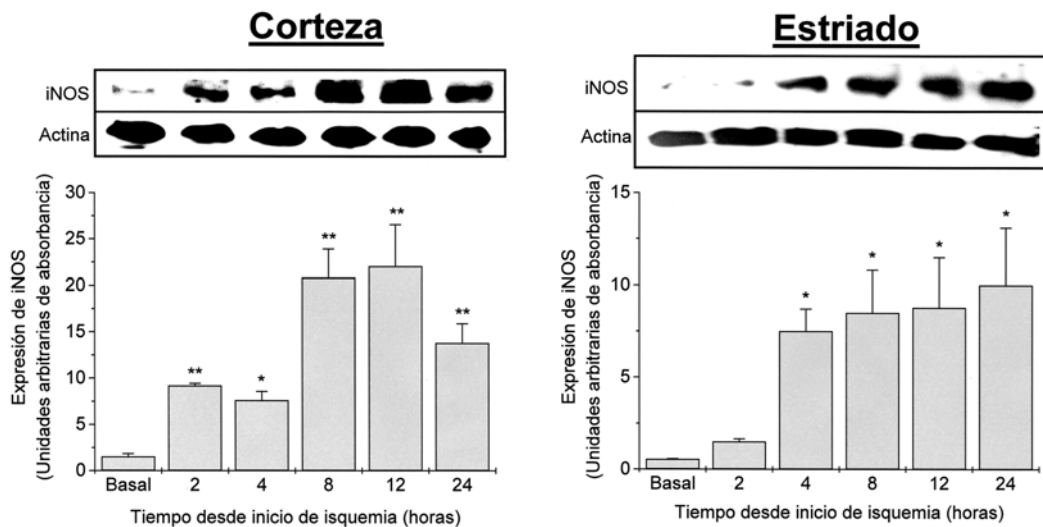 Corteza
iNOS
Actina
Expresión de iNOS
(Unidades arbitrarias de absorbancia)
30
25
20
15
10
5
0
**
*
**
**
**
Basal 2 4 8 12 24
Tiempo desde inicio de isquemia (horas)
Estriado
iNOS
Actina
Expresión de iNOS
(Unidades arbitrarias de absorbancia)
15
10
5
0
*
*
*
*
Basal 2 4 8 12 24
Tiempo desde inicio de isquemia (horas)